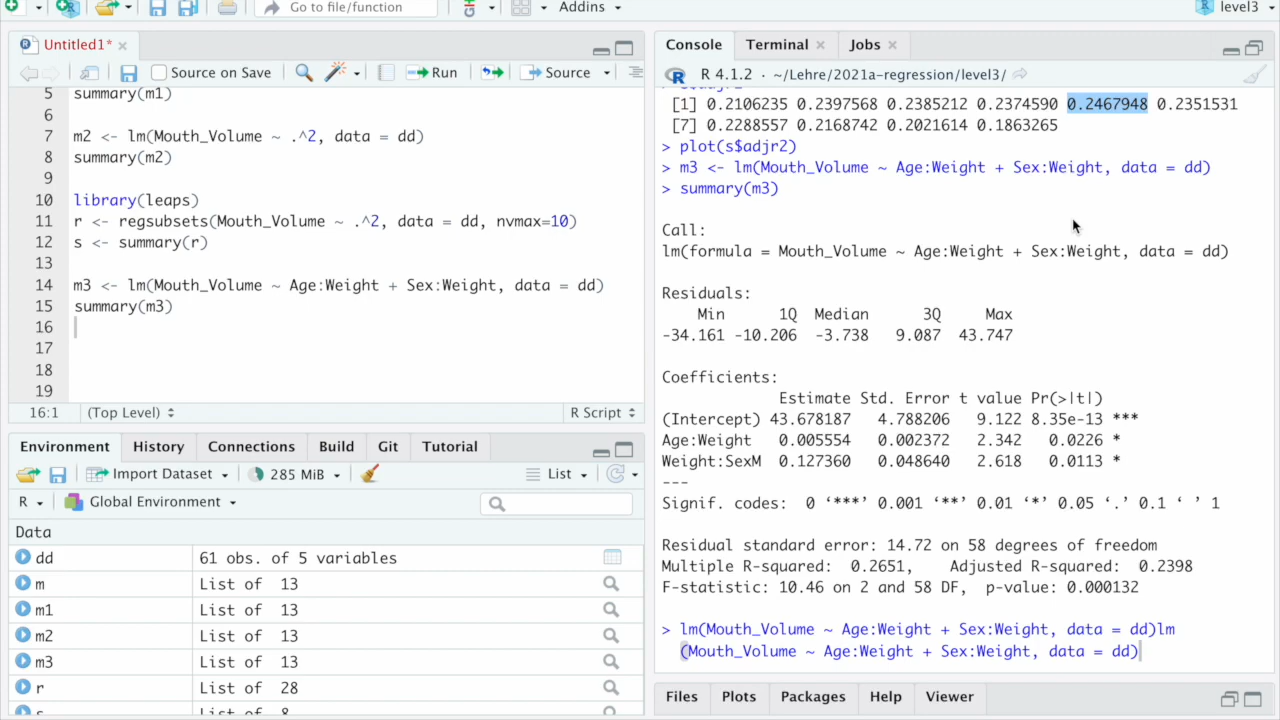 Go to file/function
Addins
level3
Untitled1*
Source on Save
Run
Source
5 summary(m1)
6
7 m2 <- lm(Mouth_Volume ~ .^2, data = dd)
8 summary(m2)
9
10 library(leaps)
11 r <- regsubsets(Mouth_Volume ~ .^2, data = dd, nvmax=10)
12 s <- summary(r)
13
14 m3 <- lm(Mouth_Volume ~ Age:Weight + Sex:Weight, data = dd)
15 summary(m3)
16
17
18
19
16:1 (Top Level) R Script
Environment History Connections Build Git Tutorial
Import Dataset 285 MiB List
R Global Environment
Data
dd 61 obs. of 5 variables
m List of 13
m1 List of 13
m2 List of 13
m3 List of 13
r List of 28
s List of 8
Console Terminal Jobs
R 4.1.2 · ~/Lehre/2021a-regression/level3/
> s$adjr2
[1] 0.2106235 0.2397568 0.2385212 0.2374590 0.2467948 0.2351531
[7] 0.2288557 0.2168742 0.2021614 0.1863265
> plot(s$adjr2)
> m3 <- lm(Mouth_Volume ~ Age:Weight + Sex:Weight, data = dd)
> summary(m3)
Call:
lm(formula = Mouth_Volume ~ Age:Weight + Sex:Weight, data = dd)
Residuals:
Min 1Q Median 3Q Max
-34.161 -10.206 -3.738 9.087 43.747
Coefficients:
Estimate Std. Error t value Pr(>|t|)
(Intercept) 43.678187 4.788206 9.122 8.35e-13 ***
Age:Weight 0.005554 0.002372 2.342 0.0226 *
Weight:SexM 0.127360 0.048640 2.618 0.0113 *
---
Signif. codes: 0 ‘***’ 0.001 ‘**’ 0.01 ‘*’ 0.05 ‘.’ 0.1 ‘ ’ 1
Residual standard error: 14.72 on 58 degrees of freedom
Multiple R-squared: 0.2651, Adjusted R-squared: 0.2398
F-statistic: 10.46 on 2 and 58 DF, p-value: 0.000132
> lm(Mouth_Volume ~ Age:Weight + Sex:Weight, data = dd)lm
(Mouth_Volume ~ Age:Weight + Sex:Weight, data = dd)
Files Plots Packages Help Viewer